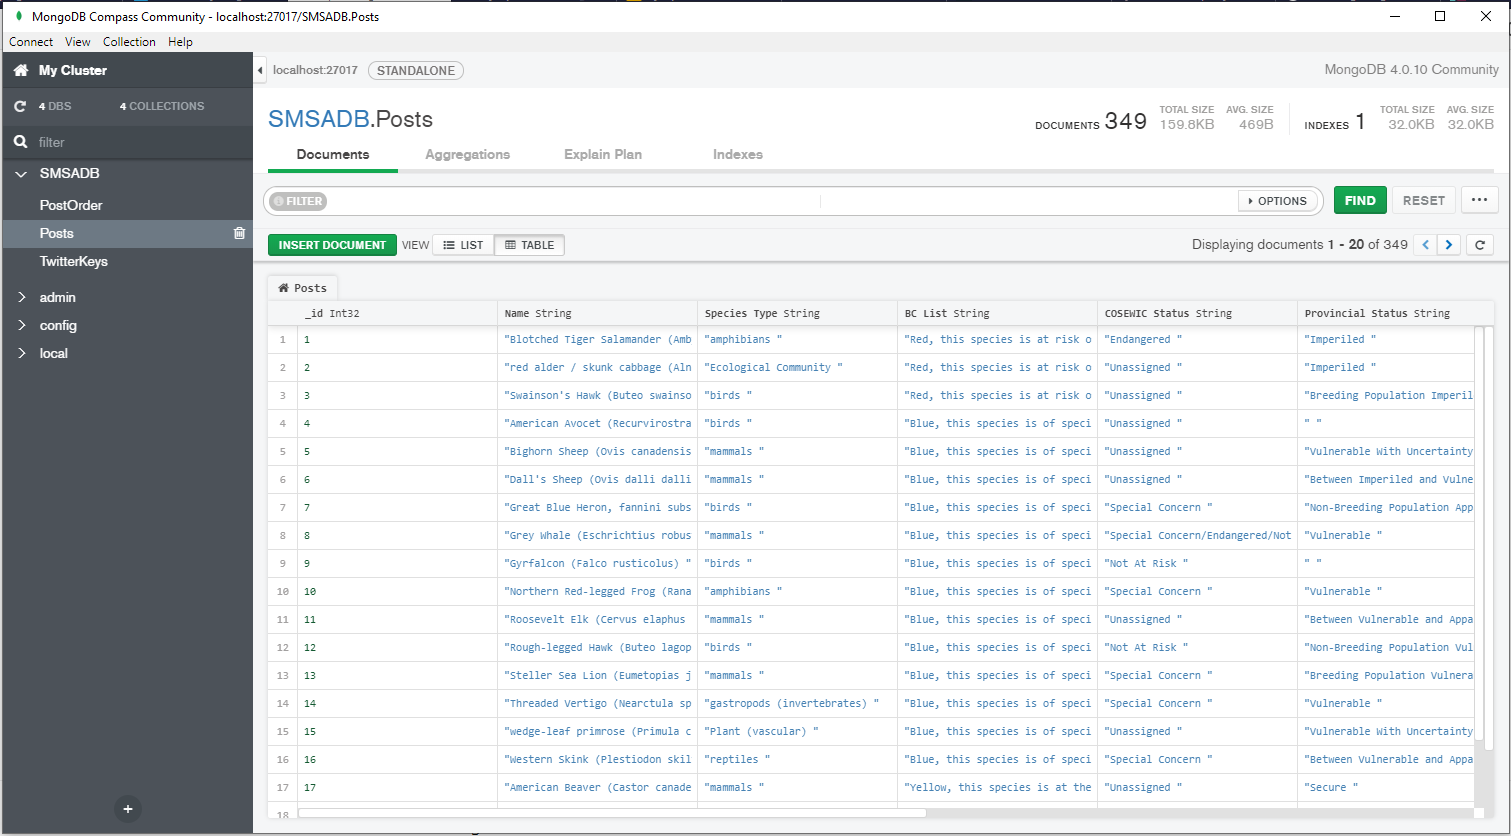 MongoDB Compass Community - localhost:27017/SMSADB.Posts
Connect View Collection Help
My Cluster
4 DBS 4 COLLECTIONS
filter
SMSADB
PostOrder
Posts
TwitterKeys
admin
config
local
localhost:27017 STANDALONE MongoDB 4.0.10 Community
SMSADB.Posts
DOCUMENTS 349 TOTAL SIZE 159.8KB AVG. SIZE 469B INDEXES 1 TOTAL SIZE 32.0KB AVG. SIZE 32.0KB
Documents Aggregations Explain Plan Indexes
FILTER OPTIONS FIND RESET ...
INSERT DOCUMENT VIEW LIST TABLE Displaying documents 1 - 20 of 349
Posts
_id Int32 Name String Species Type String BC List String COSEWIC Status String Provincial Status String
1 1 "Blotched Tiger Salamander (Amb "amphibians " "Red, this species is at risk o "Endangered " "Imperiled "
2 2 "red alder / skunk cabbage (Aln "Ecological Community " "Red, this species is at risk o "Unassigned " "Imperiled "
3 3 "Swainson's Hawk (Buteo swainso "birds " "Red, this species is at risk o "Unassigned " "Breeding Population Imperil
4 4 "American Avocet (Recurvirostra "birds " "Blue, this species is of speci "Unassigned " " "
5 5 "Bighorn Sheep (Ovis canadensis "mammals " "Blue, this species is of speci "Unassigned " "Vulnerable With Uncertainty
6 6 "Dall's Sheep (Ovis dalli dalli "mammals " "Blue, this species is of speci "Unassigned " "Between Imperiled and Vulne
7 7 "Great Blue Heron, fannini subs "birds " "Blue, this species is of speci "Special Concern " "Non-Breeding Population App
8 8 "Grey Whale (Eschrichtius robus "mammals " "Blue, this species is of speci "Special Concern/Endangered/Not "Vulnerable "
9 9 "Gyrfalcon (Falco rusticolus) " "birds " "Blue, this species is of speci "Not At Risk " " "
10 10 "Northern Red-legged Frog (Rana "amphibians " "Blue, this species is of speci "Special Concern " "Vulnerable "
11 11 "Roosevelt Elk (Cervus elaphus "mammals " "Blue, this species is of speci "Unassigned " "Between Vulnerable and Appa
12 12 "Rough-legged Hawk (Buteo lagop "birds " "Blue, this species is of speci "Not At Risk " "Non-Breeding Population Vul
13 13 "Steller Sea Lion (Eumetopias j "mammals " "Blue, this species is of speci "Special Concern " "Breeding Population Vulnera
14 14 "Threaded Vertigo (Nearctula sp "gastropods (invertebrates) " "Blue, this species is of speci "Special Concern " "Vulnerable "
15 15 "wedge-leaf primrose (Primula c "Plant (vascular) " "Blue, this species is of speci "Unassigned " "Vulnerable With Uncertainty
16 16 "Western Skink (Plestiodon skil "reptiles " "Blue, this species is of speci "Special Concern " "Between Vulnerable and Appa
17 17 "American Beaver (Castor canade "mammals " "Yellow, this species is at the "Unassigned " "Secure "
18